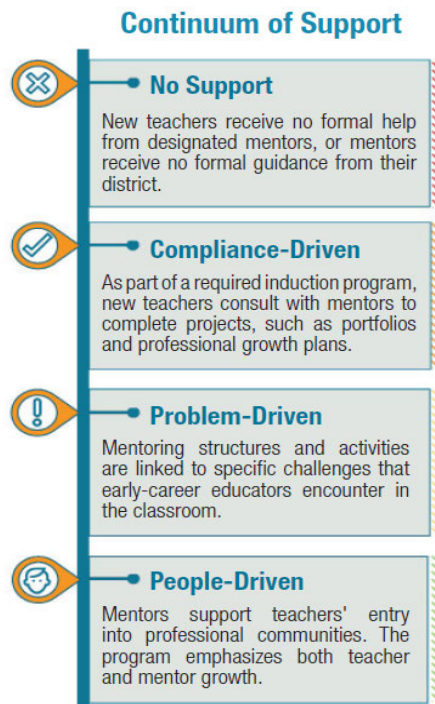 Continuum of Support
No Support
New teachers receive no formal help
from designated mentors, or mentors
receive no formal guidance from their
district.
Compliance-Driven
As part of a required induction program,
new teachers consult with mentors to
complete projects, such as portfolios
and professional growth plans.
Problem-Driven
Mentoring structures and activities
are linked to specific challenges that
early-career educators encounter in
the classroom.
People-Driven
Mentors support teachers' entry
into professional communities. The
program emphasizes both teacher
and mentor growth.